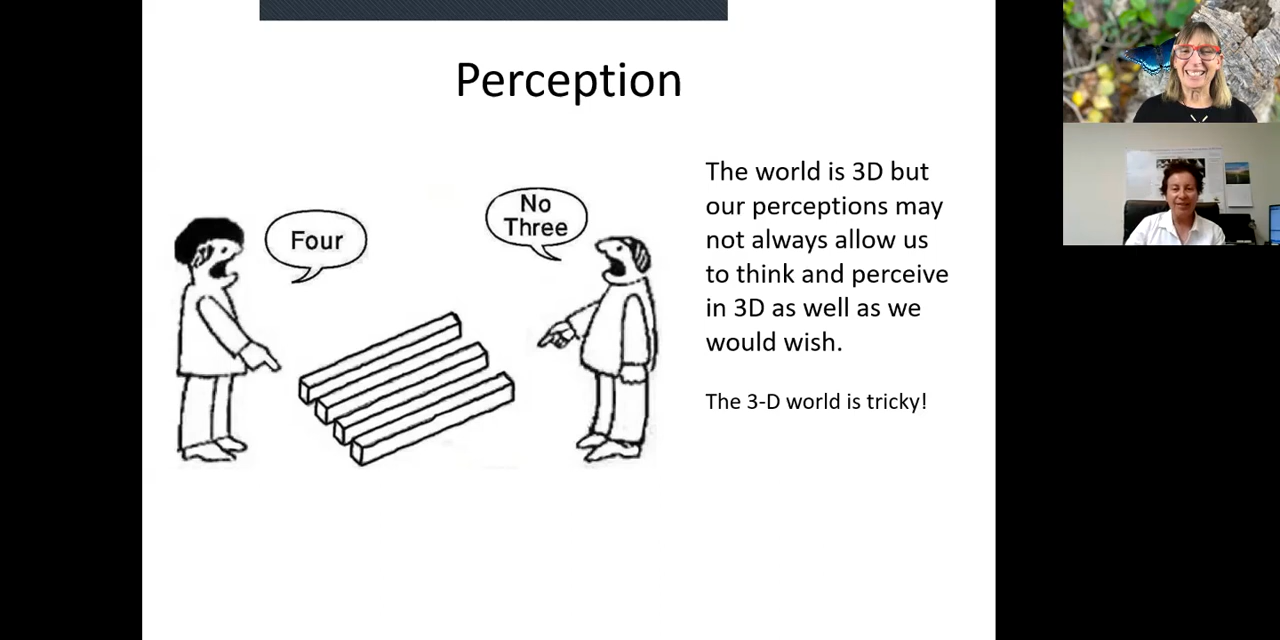 Perception
Four
No
Three
The world is 3D but
our perceptions may
not always allow us
to think and perceive
in 3D as well as we
would wish.
The 3-D world is tricky!